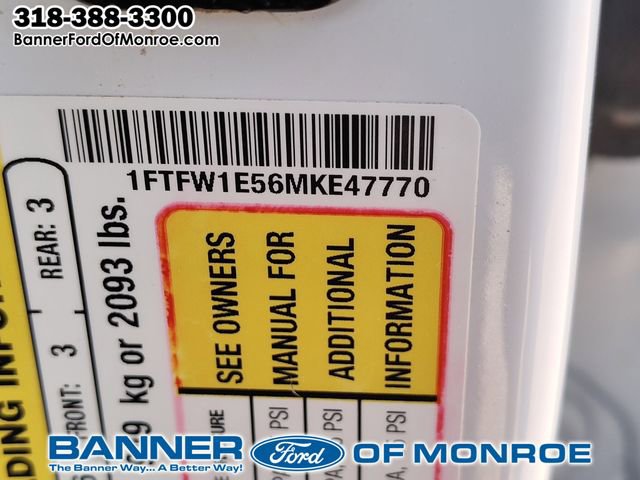 318-388-3300
BannerFordOfMonroe.com
1FTFW1E56MKE47770
REAR: 3
FRONT: 3
kg or 2093 lbs.
SEE OWNERS
MANUAL FOR
ADDITIONAL
INFORMATION
PSI
PSI
PSI
BANNER Ford OF MONROE
The Banner Way... A Better Way!